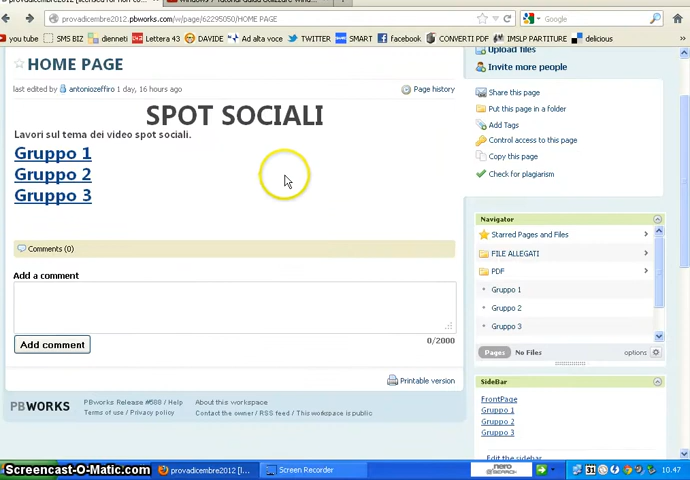 provadicembre2012.pbworks.com/w/page/62295050/HOME PAGE
Google
you tube
SMS BIZ
dienneti
Lettera 43
DAVIDE
Ad alta voce
TWITTER
SMART
facebook
CONVERTI PDF
IMSLP PARTITURE
delicious
HOME PAGE
last edited by antoniozeffiro 1 day, 16 hours ago
Page history
SPOT SOCIALI
Lavori sul tema dei video spot sociali.
Gruppo 1
Gruppo 2
Gruppo 3
Comments (0)
Add a comment
Add comment
0/2000
Printable version
PBWORKS
PBWorks Release #588 / Help
Terms of use / Privacy policy
About this workspace
Contact the owner / RSS feed / This workspace is public
Upload files
Invite more people
Share this page
Put this page in a folder
Add Tags
Control access to this page
Copy this page
Check for plagiarism
Navigator
Starred Pages and Files
FILE ALLEGATI
PDF
Gruppo 1
Gruppo 2
Gruppo 3
Pages
No Files
options
SideBar
FrontPage
Gruppo 1
Gruppo 2
Gruppo 3
Edit the sidebar
Screencast-O-Matic.com
provadicembre2012 [l...
Screen Recorder
nero
SEARCH
31
10.47